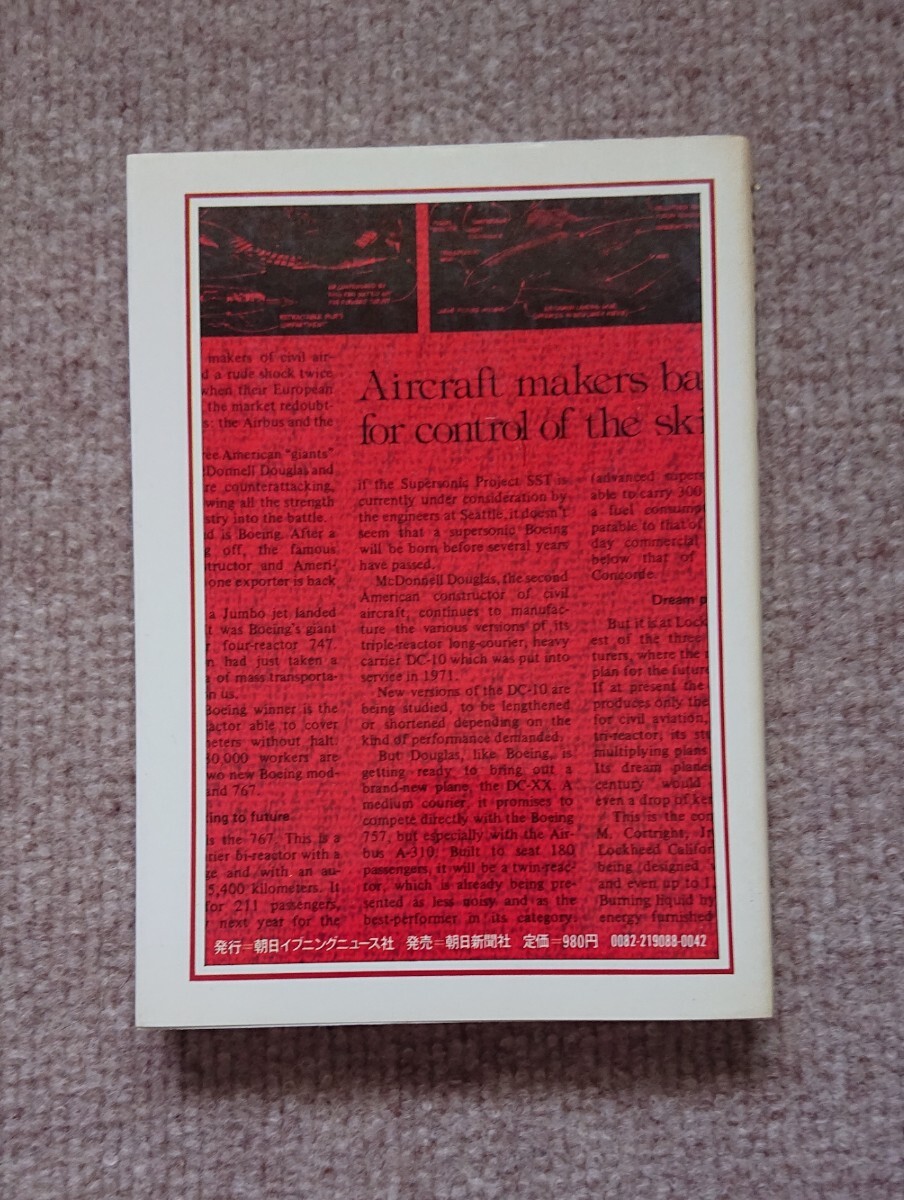 RETRACTABLE PILOT
COMPARTMENT
makers of civil air-
d a rude shock twice
when their European
the market redoubt-
s: the Airbus and the
ee American "giants"
Donnell Douglas and
re counterattacking,
wing all the strength
stry into the battle.
d is Boeing. After a
g off, the famous
structor and Ameri-
one exporter is back
a Jumbo jet landed
t was Boeing's giant
r four-reactor 747.
n had just taken a
of mass transporta-
n us.
Boeing winner is the
actor able to cover
meters without halt.
50,000 workers are
wo new Boeing mod-
and 767.
ing to future
is the 767. This is a
tier bi-reactor with a
ge and with an au-
5,400 kilometers. It
for 211 passengers,
next year for the
Aircraft makers ba
for control of the ski
if the Supersonic Project SST is
currently under consideration by
the engineers at Seattle, it doesn't
seem that a supersonic Boeing
will be born before several years
have passed.
McDonnell Douglas, the second
American constructor of civil
aircraft, continues to manufac-
ture the various versions of its
triple-reactor long-courier, heavy
carrier DC-10 which was put into
service in 1971.
New versions of the DC-10 are
being studied, to be lengthened
or shortened depending on the
kind of performance demanded.
But Douglas, like Boeing, is
getting ready to bring out a
brand-new plane, the DC-XX. A
medium courier, it promises to
compete directly with the Boeing
757, but especially with the Air-
bus A-310. Built to seat 180
passengers, it will be a twin-reac-
tor, which is already being pre-
sented as less noisy and as the
best-performer in its category.
(advanced supers
able to carry 300
a fuel consump
parable to that of
day commercial
below that of
Concorde.
Dream p
But it is at Lock
est of the three
turers, where the
plan for the future
If at present the
produces only the
for civil aviation,
tri-reactor, its stu
multiplying plans
Its dream plane
century would
even a drop of ker
This is the con
M. Cortright, Jr
Lockheed Califor
being designed,
and even up to 1,
Burning liquid hy
energy furnished
発行=朝日イブニングニュース社 発売=朝日新聞社 定価=980円 0082-219088-0042